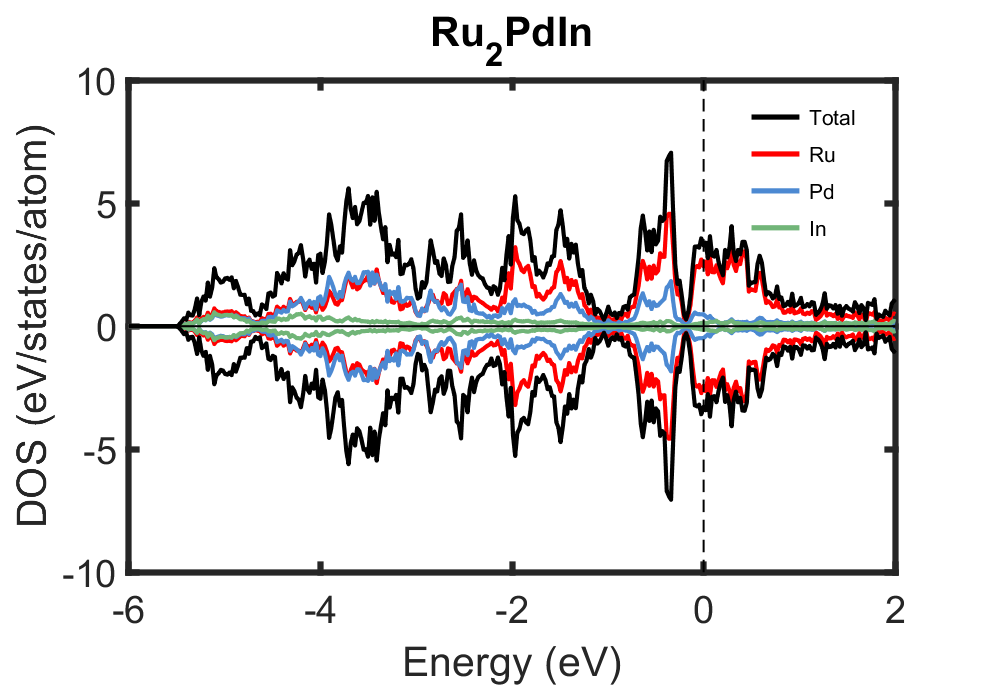 Ru2PdIn
10
5
0
-5
-10
DOS (eV/states/atom)
Total
Ru
Pd
In
-6
-4
-2
0
2
Energy (eV)